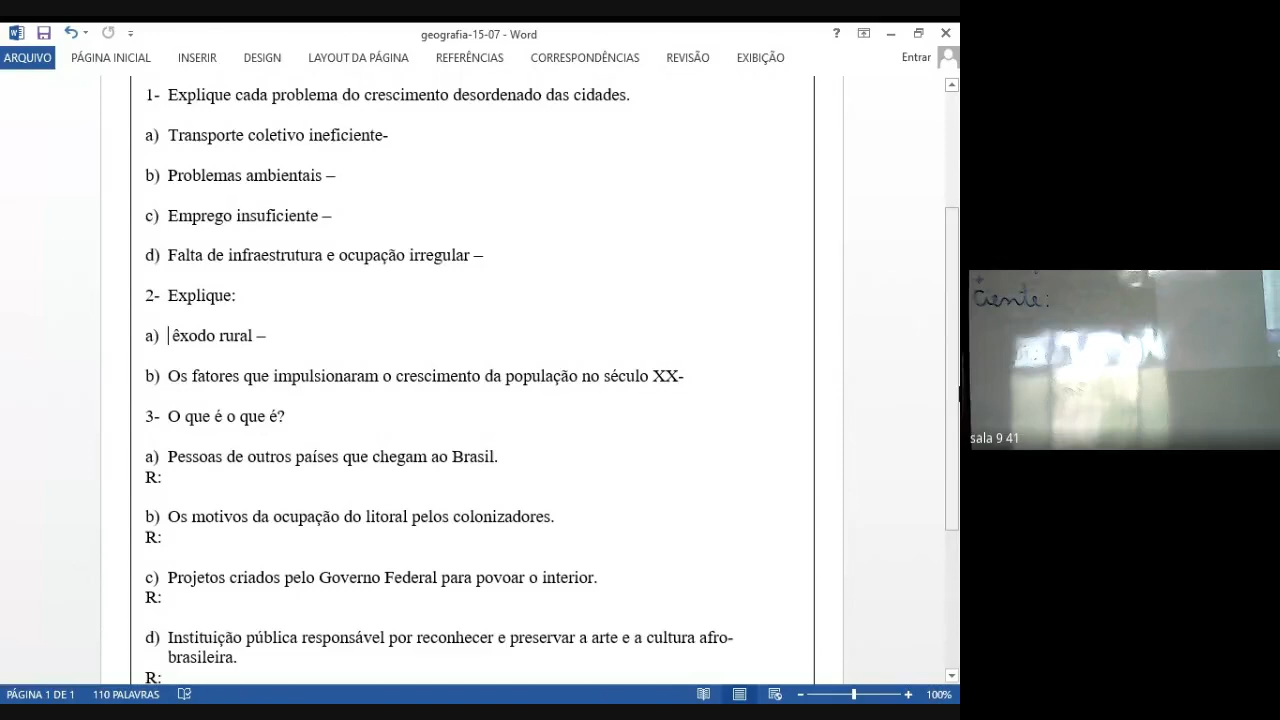 geografia-15-07 - Word
?
ARQUIVO PÁGINA INICIAL INSERIR DESIGN LAYOUT DA PÁGINA REFERÊNCIAS CORRESPONDÊNCIAS REVISÃO EXIBIÇÃO Entrar
1- Explique cada problema do crescimento desordenado das cidades.
a) Transporte coletivo ineficiente-
b) Problemas ambientais –
c) Emprego insuficiente –
d) Falta de infraestrutura e ocupação irregular –
2- Explique:
a) êxodo rural –
b) Os fatores que impulsionaram o crescimento da população no século XX-
3- O que é o que é?
a) Pessoas de outros países que chegam ao Brasil.
R:
b) Os motivos da ocupação do litoral pelos colonizadores.
R:
c) Projetos criados pelo Governo Federal para povoar o interior.
R:
d) Instituição pública responsável por reconhecer e preservar a arte e a cultura afro-
brasileira.
R:
PÁGINA 1 DE 1 110 PALAVRAS 100%
ciente:
sala 9 41